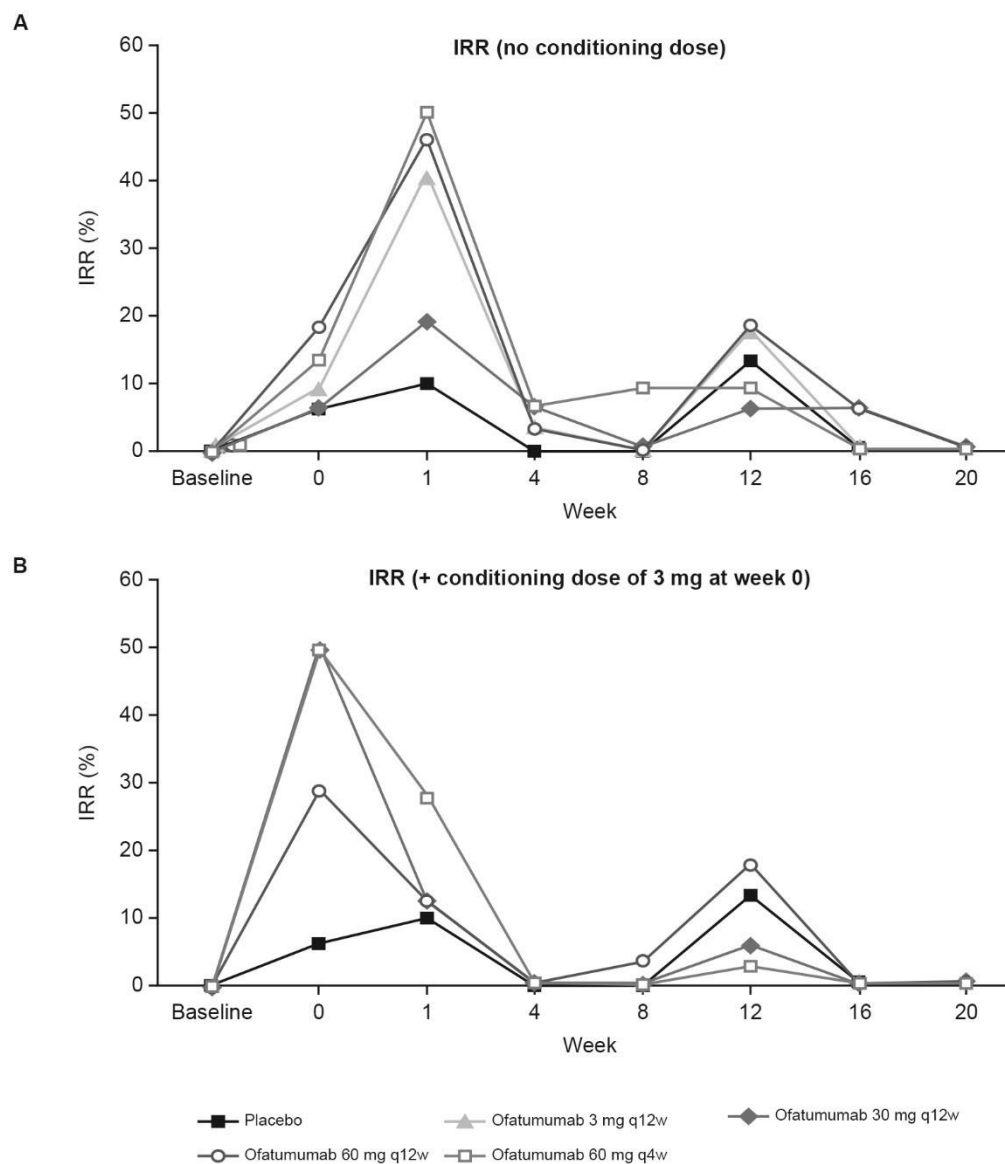 A
IRR (no conditioning dose)
60
50
40
30
20
10
0
IRR (%)
Baseline 0 1 4 8 12 16 20
Week
B
IRR (+ conditioning dose of 3 mg at week 0)
60
50
40
30
20
10
0
IRR (%)
Baseline 0 1 4 8 12 16 20
Week
Placebo Ofatumumab 3 mg q12w Ofatumumab 30 mg q12w
Ofatumumab 60 mg q12w Ofatumumab 60 mg q4w